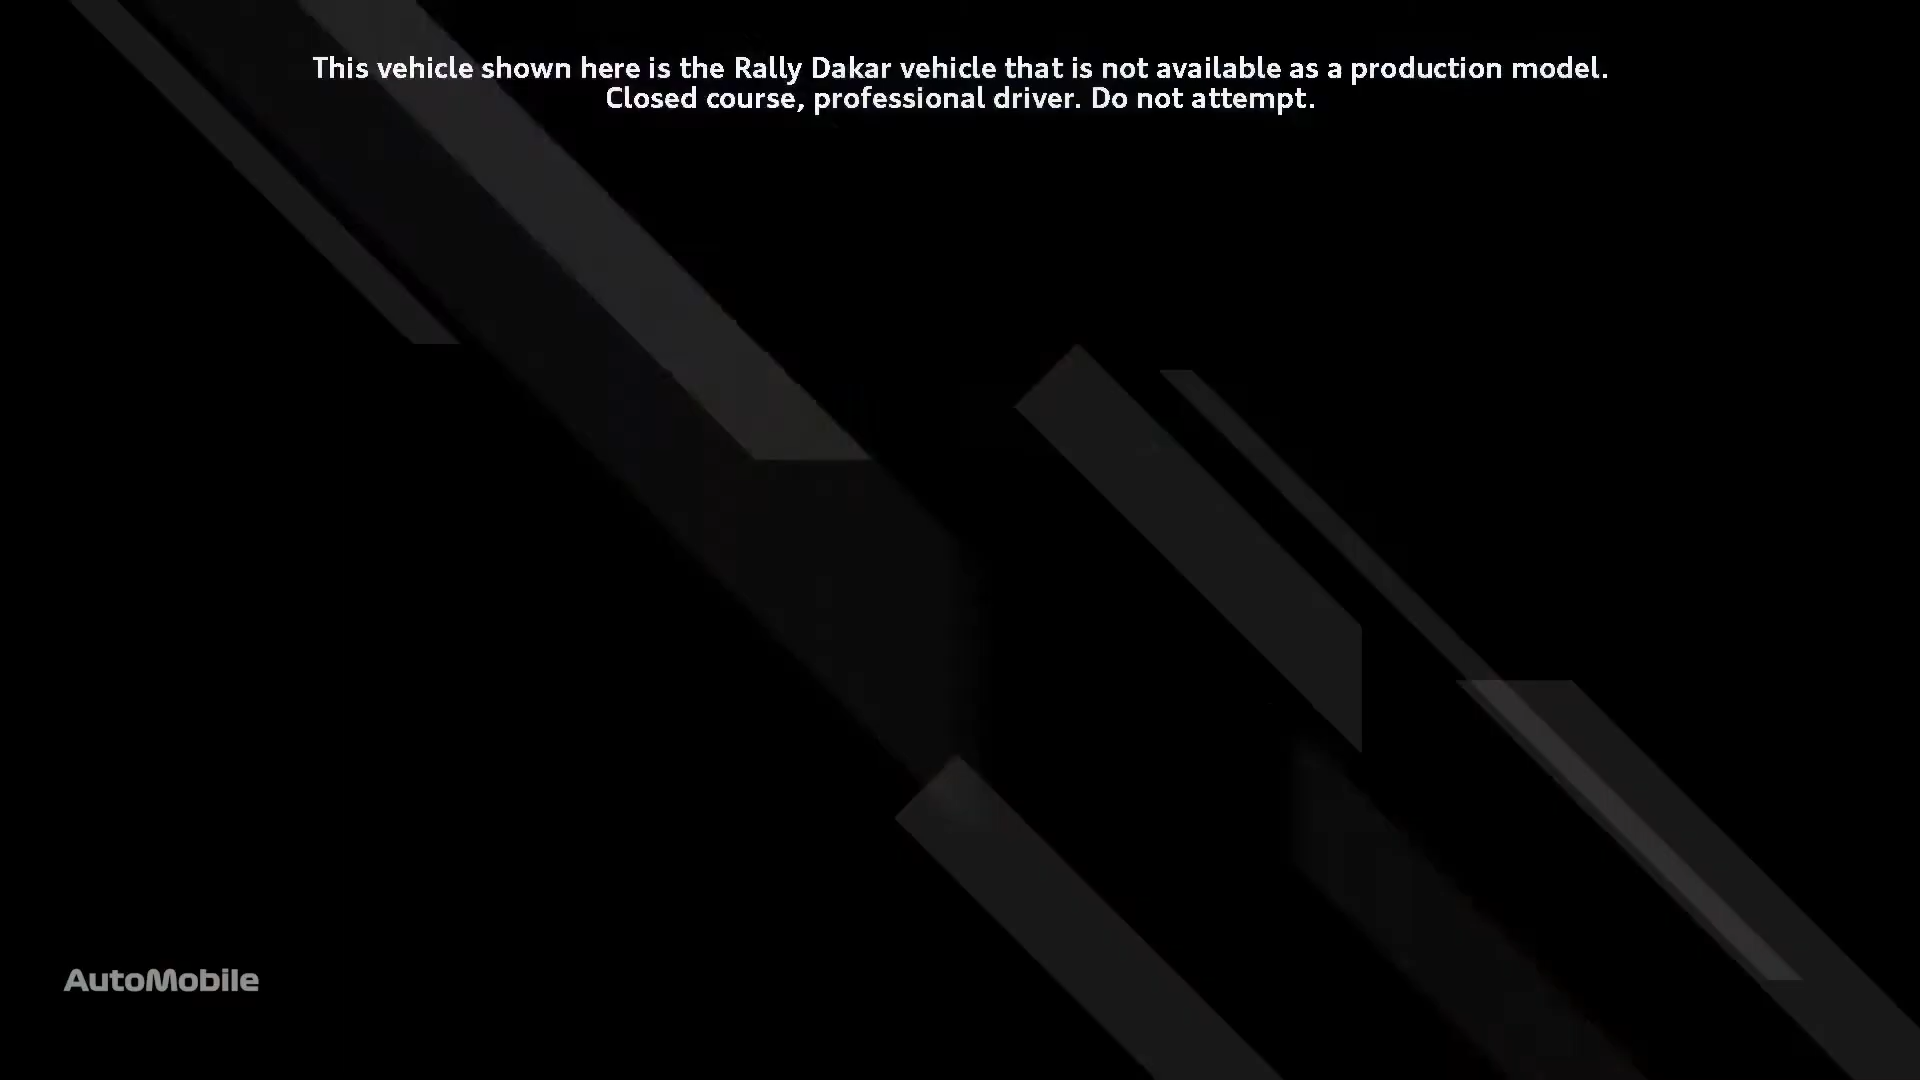 This vehicle shown here is the Rally Dakar vehicle that is not available as a production model.
Closed course, professional driver. Do not attempt.
AutoMobile